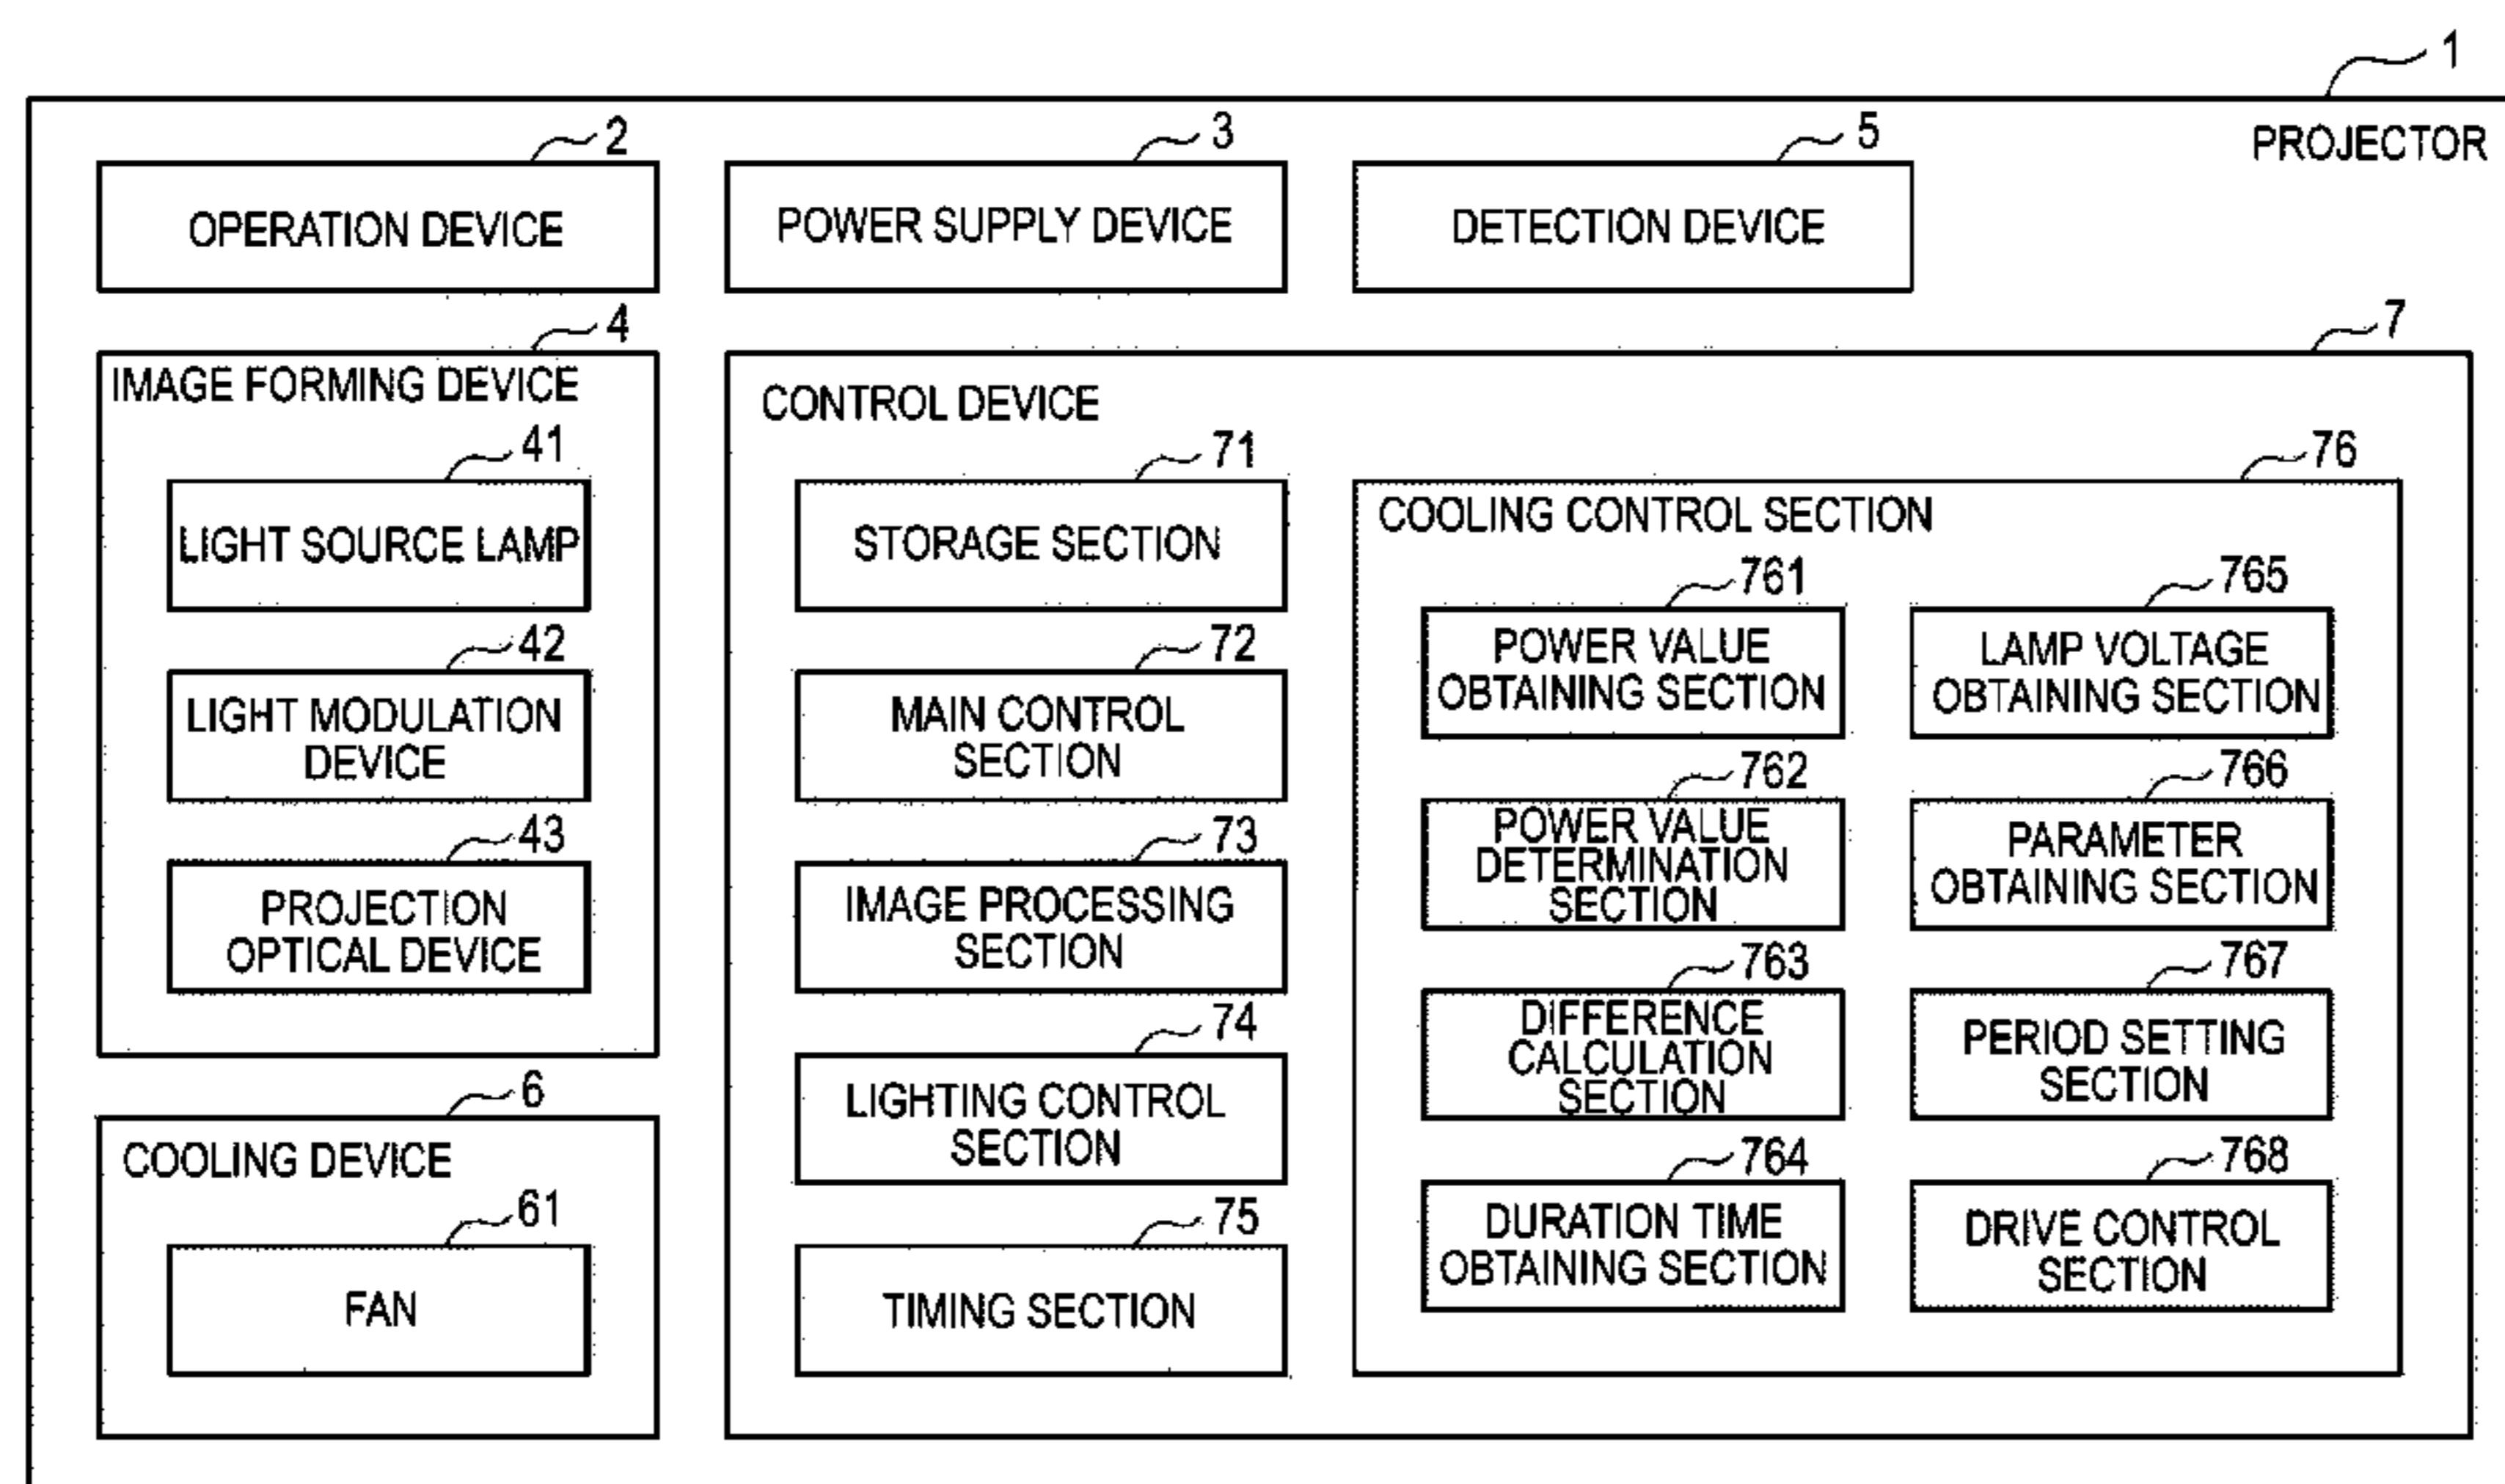 1
PROJECTOR
2
OPERATION DEVICE
3
POWER SUPPLY DEVICE
5
DETECTION DEVICE
4
IMAGE FORMING DEVICE
41
LIGHT SOURCE LAMP
42
LIGHT MODULATION
DEVICE
43
PROJECTION
OPTICAL DEVICE
6
COOLING DEVICE
61
FAN
7
CONTROL DEVICE
71
STORAGE SECTION
72
MAIN CONTROL
SECTION
73
IMAGE PROCESSING
SECTION
74
LIGHTING CONTROL
SECTION
75
TIMING SECTION
76
COOLING CONTROL SECTION
761
POWER VALUE
OBTAINING SECTION
762
POWER VALUE
DETERMINATION
SECTION
763
DIFFERENCE
CALCULATION
SECTION
764
DURATION TIME
OBTAINING SECTION
765
LAMP VOLTAGE
OBTAINING SECTION
766
PARAMETER
OBTAINING SECTION
767
PERIOD SETTING
SECTION
768
DRIVE CONTROL
SECTION